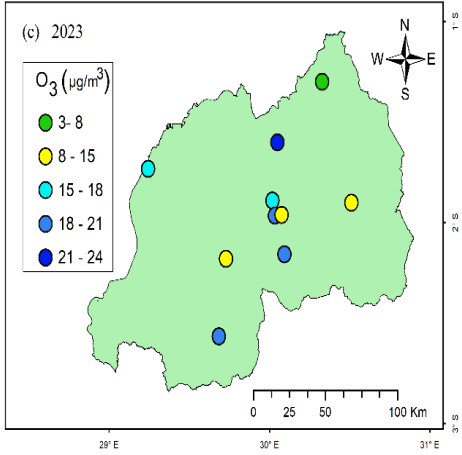 (c) 2023
N
W E
S
O₃ (µg/m³)
3- 8
8 - 15
15 - 18
18 - 21
21 - 24
1° S
2° S
3° S
0 25 50 100 Km
29° E 30° E 31° E